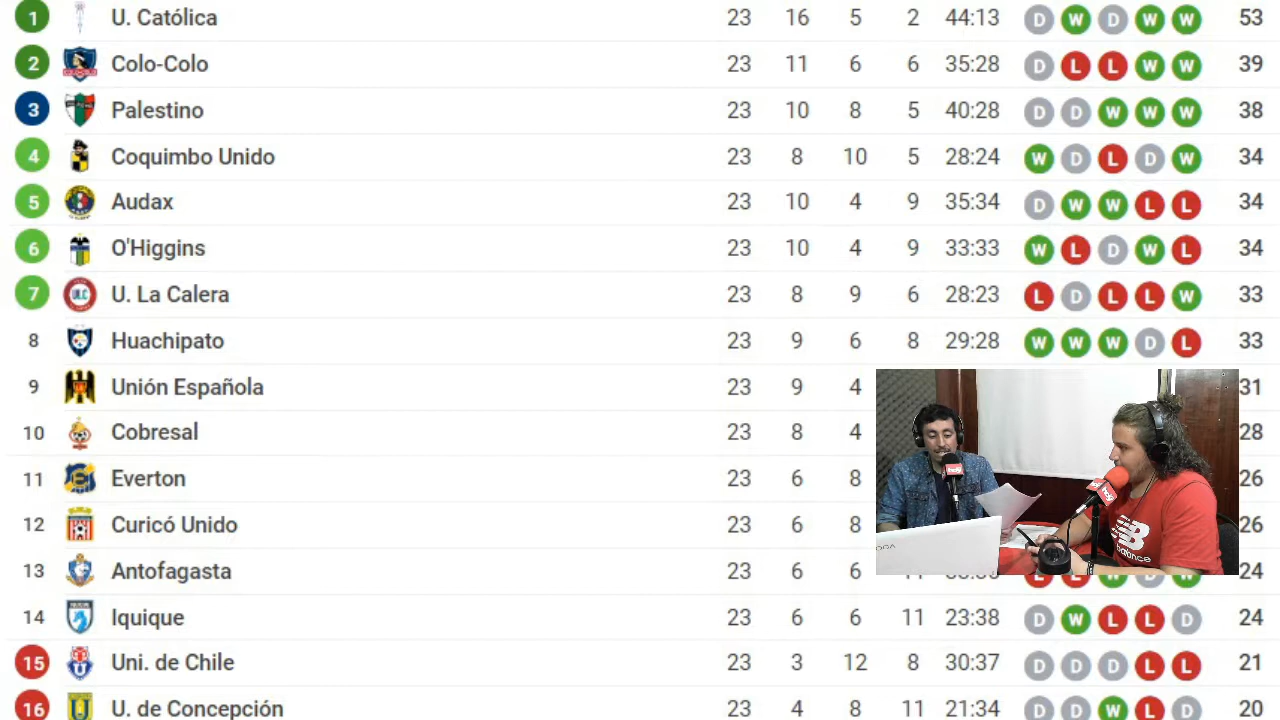 1 U. Católica 23 16 5 2 44:13 D W D W W 53
2 Colo-Colo 23 11 6 6 35:28 D L L W W 39
3 Palestino 23 10 8 5 40:28 D D W W W 38
4 Coquimbo Unido 23 8 10 5 28:24 W D L D W 34
5 Audax 23 10 4 9 35:34 D W W L L 34
6 O'Higgins 23 10 4 9 33:33 W L D W L 34
7 U. La Calera 23 8 9 6 28:23 L D L L W 33
8 Huachipato 23 9 6 8 29:28 W W W D L 33
9 Unión Española 23 9 4 31
10 Cobresal 23 8 4 28
11 Everton 23 6 8 26
12 Curicó Unido 23 6 8 26
13 Antofagasta 23 6 6 L L W D W 24
14 Iquique 23 6 6 11 23:38 D W L L D 24
15 Uni. de Chile 23 3 12 8 30:37 D D D L L 21
16 U. de Concepción 23 4 8 11 21:34 D D W L D 20
hoy
hoy
balance